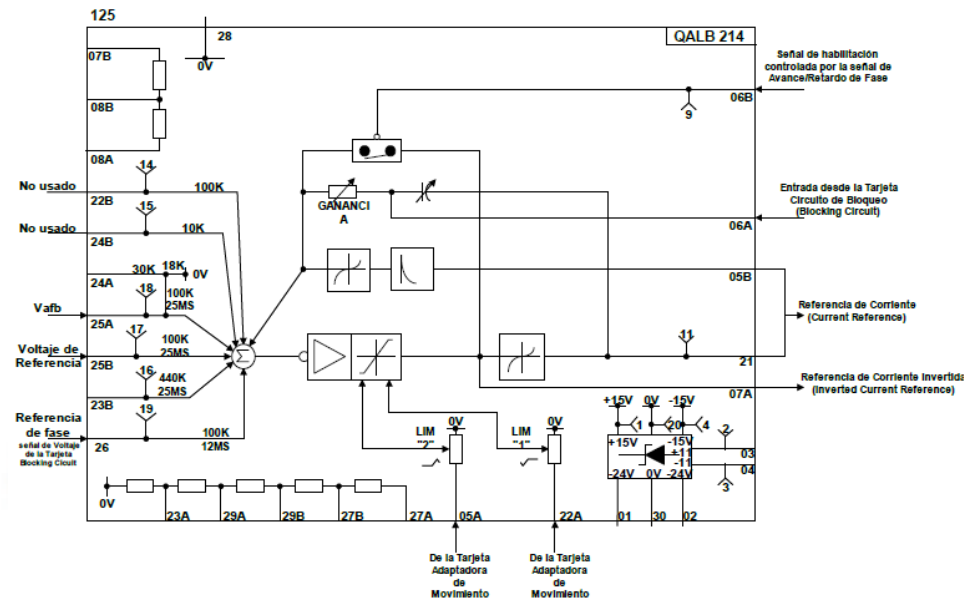 125
28
QALB 214
07B
0V
08B
08A
Señal de habilitación
controlada por la señal de
Avance/Retardo de Fase
06B
9
14
No usado
100K
22B
15
No usado
10K
24B
GANANCI
A
Entrada desde la Tarjeta
Circuito de Bloqueo
(Blocking Circuit)
06A
30K
18K
0V
24A
18
100K
25MS
Vafb
25A
05B
Referencia de Corriente
(Current Reference)
17
100K
25MS
Voltaje de
Referencia
25B
Σ
11
21
16
440K
25MS
23B
07A
Referencia de Corriente Invertida
(Inverted Current Reference)
Referencia
de fase
señal de Voltaje
de la Tarjeta
Blocking Cicuit
19
100K
12MS
26
LIM
"2"
0V
LIM
"1"
0V
+15V
0V
-15V
1
20
4
2
+15V
-15V
+11
-11
-24V
0V
-24V
03
04
3
0V
23A
29A
29B
27B
27A
05A
22A
01
30
02
De la Tarjeta
Adaptadora
de
Movimiento
De la Tarjeta
Adaptadora
de
Movimiento